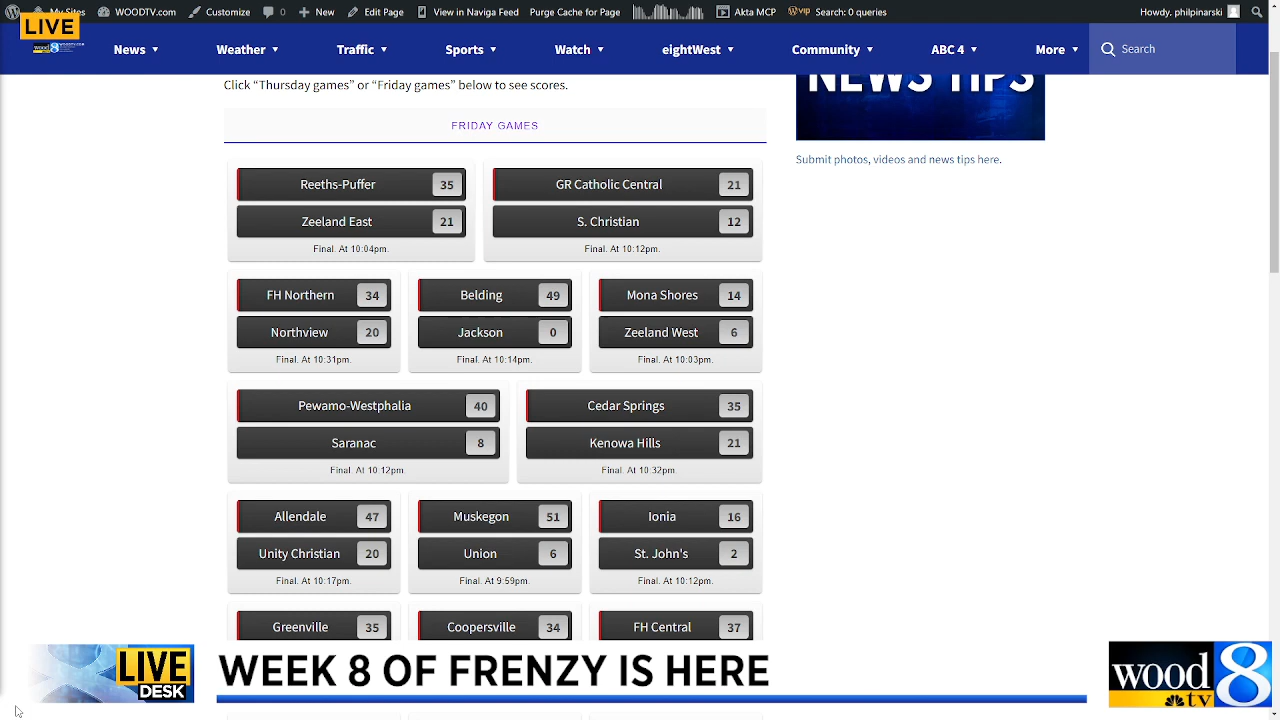 LIVE
My Sites WOODTV.com Customize 0 New Edit Page View in Naviga Feed Purge Cache for Page Akta MCP vip Search: 0 queries Howdy, philpinarski
wood 8 WOODTV.COM News Weather Traffic Sports Watch eightWest Community ABC 4 More Search
Click “Thursday games” or “Friday games” below to see scores.
NEWS TIPS
Submit photos, videos and news tips here.
FRIDAY GAMES
Reeths-Puffer 35
Zeeland East 21
Final. At 10:04pm.
GR Catholic Central 21
S. Christian 12
Final. At 10:12pm.
FH Northern 34
Northview 20
Final. At 10:31pm.
Belding 49
Jackson 0
Final. At 10:14pm.
Mona Shores 14
Zeeland West 6
Final. At 10:03pm.
Pewamo-Westphalia 40
Saranac 8
Final. At 10:12pm.
Cedar Springs 35
Kenowa Hills 21
Final. At 10:32pm.
Allendale 47
Unity Christian 20
Final. At 10:17pm.
Muskegon 51
Union 6
Final. At 9:59pm.
Ionia 16
St. John's 2
Final. At 10:12pm.
Greenville 35
Coopersville 34
FH Central 37
LIVE
DESK
WEEK 8 OF FRENZY IS HERE
wood tv 8